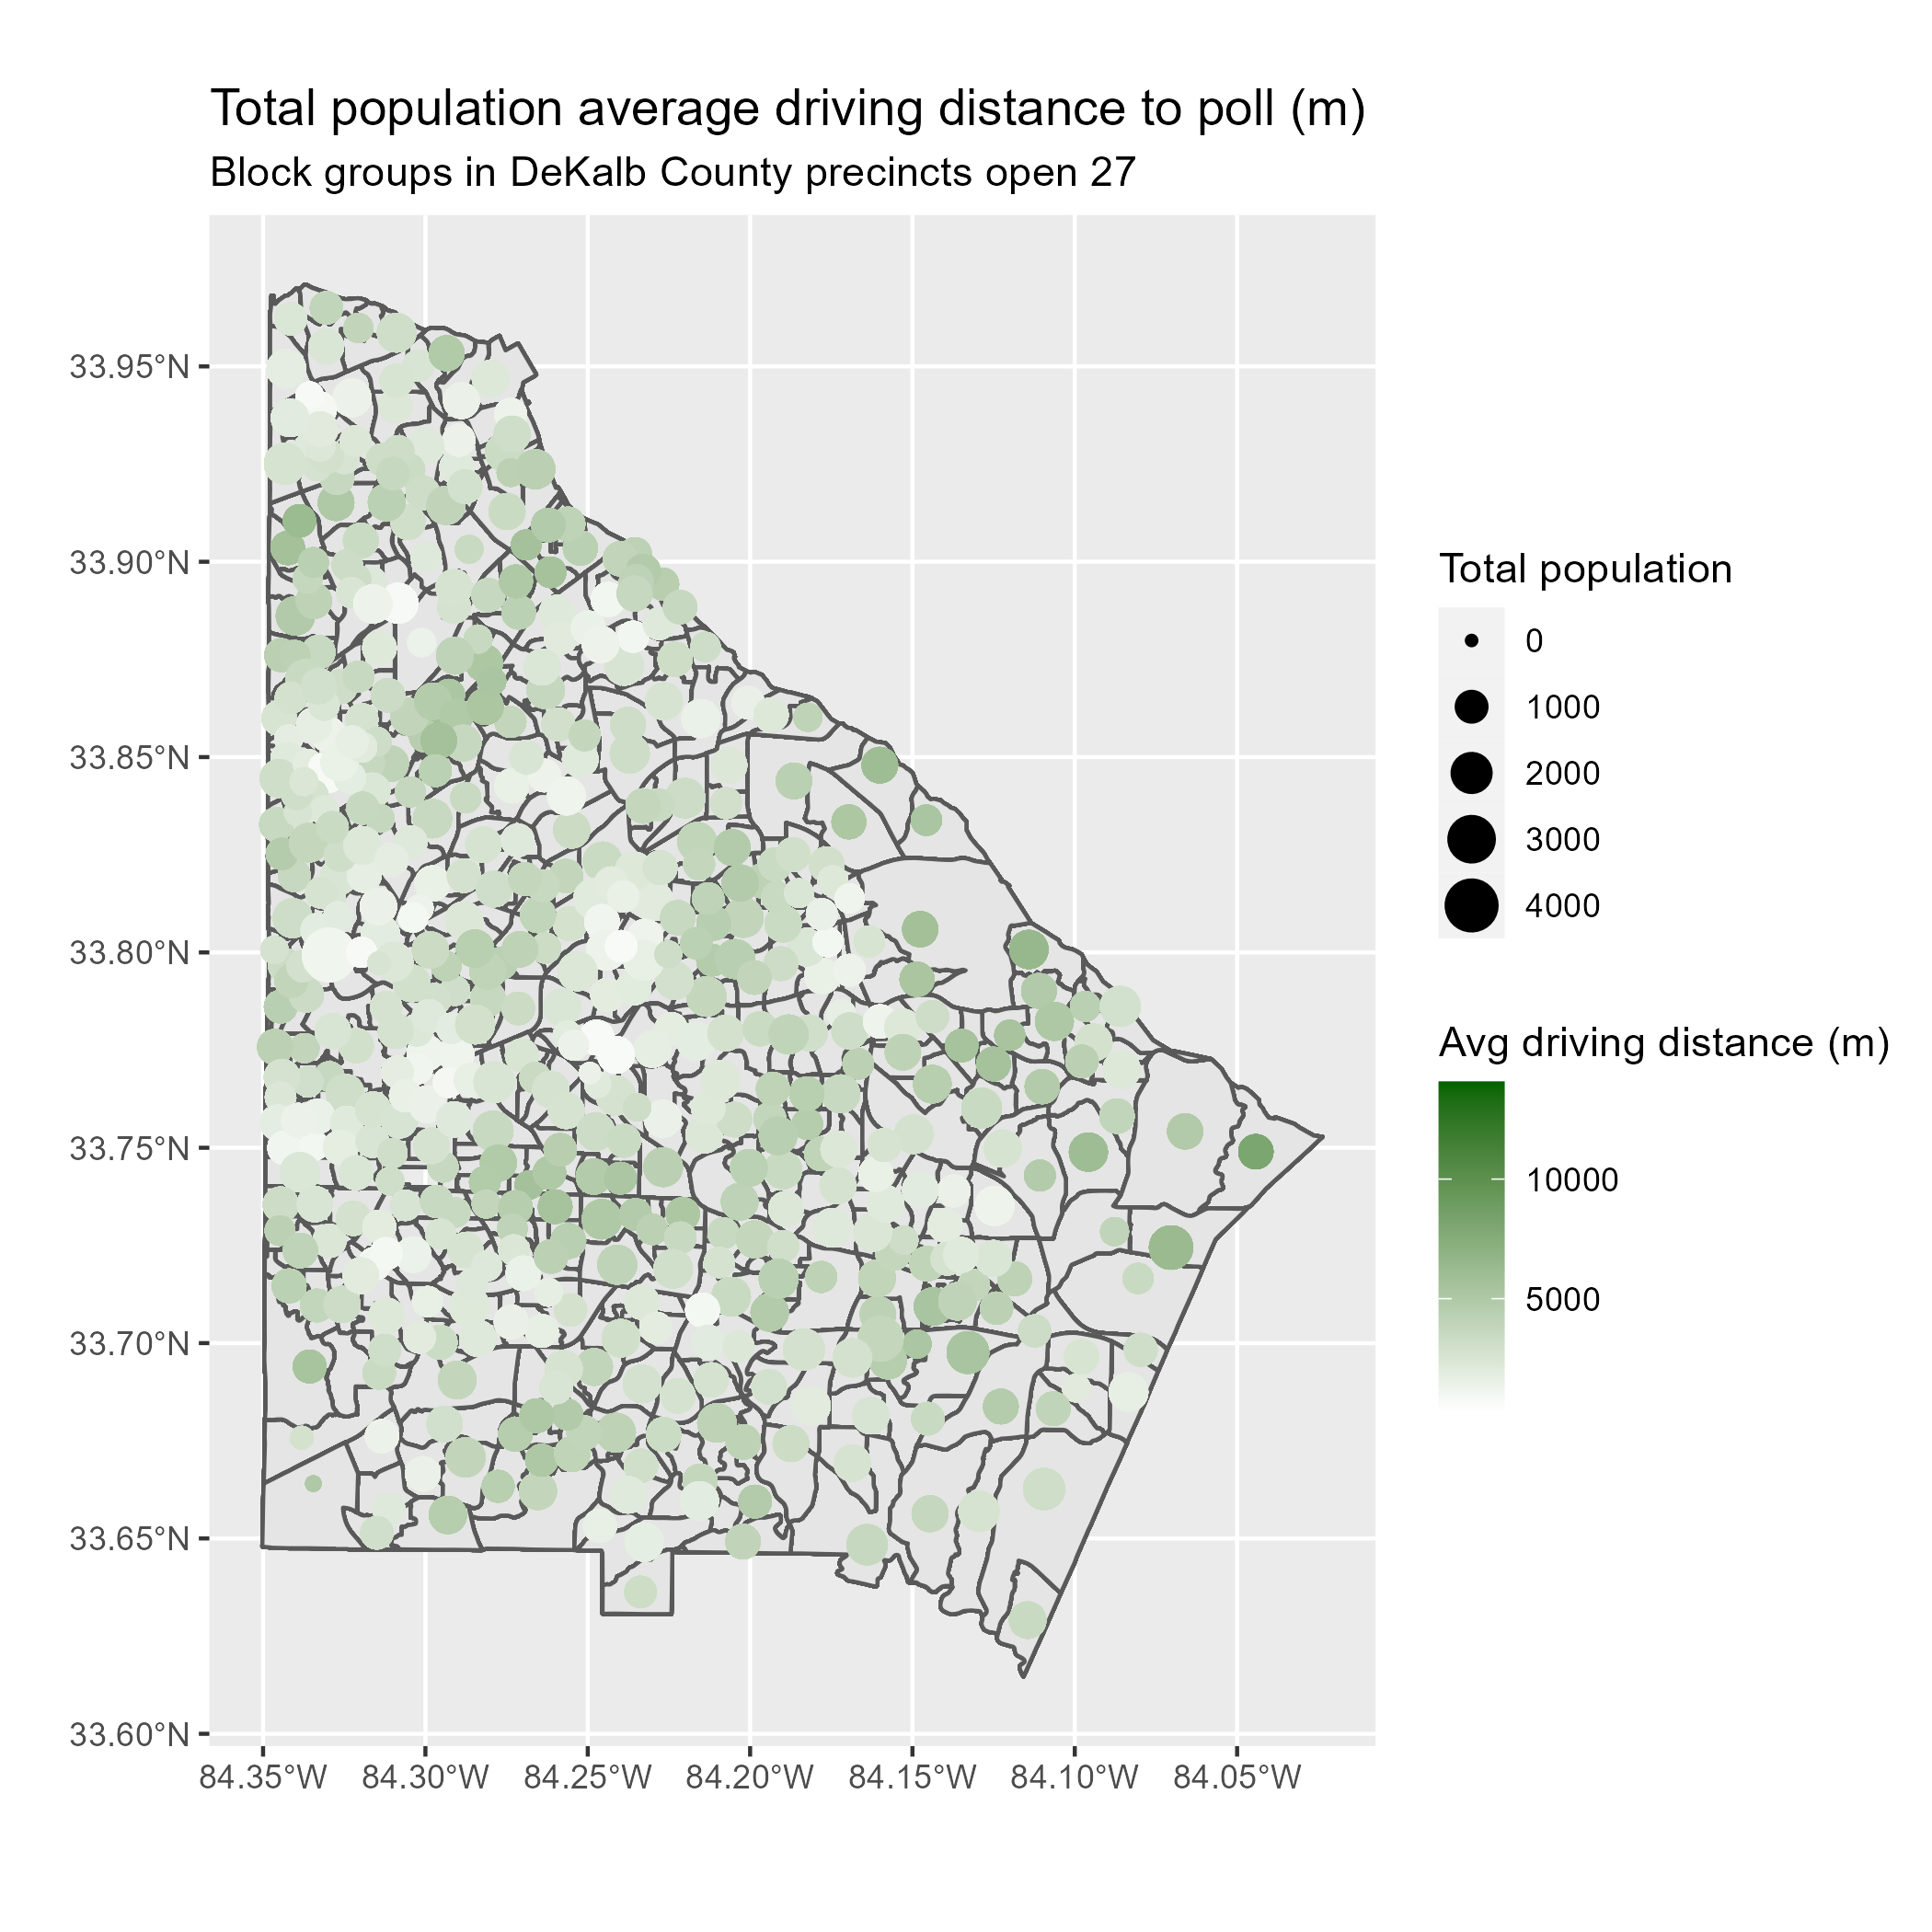 Total population average driving distance to poll (m)
Block groups in DeKalb County precincts open 27
33.95°N
33.90°N
33.85°N
33.80°N
33.75°N
33.70°N
33.65°N
33.60°N
84.35°W 84.30°W 84.25°W 84.20°W 84.15°W 84.10°W 84.05°W
Total population
0
1000
2000
3000
4000
Avg driving distance (m)
10000
5000